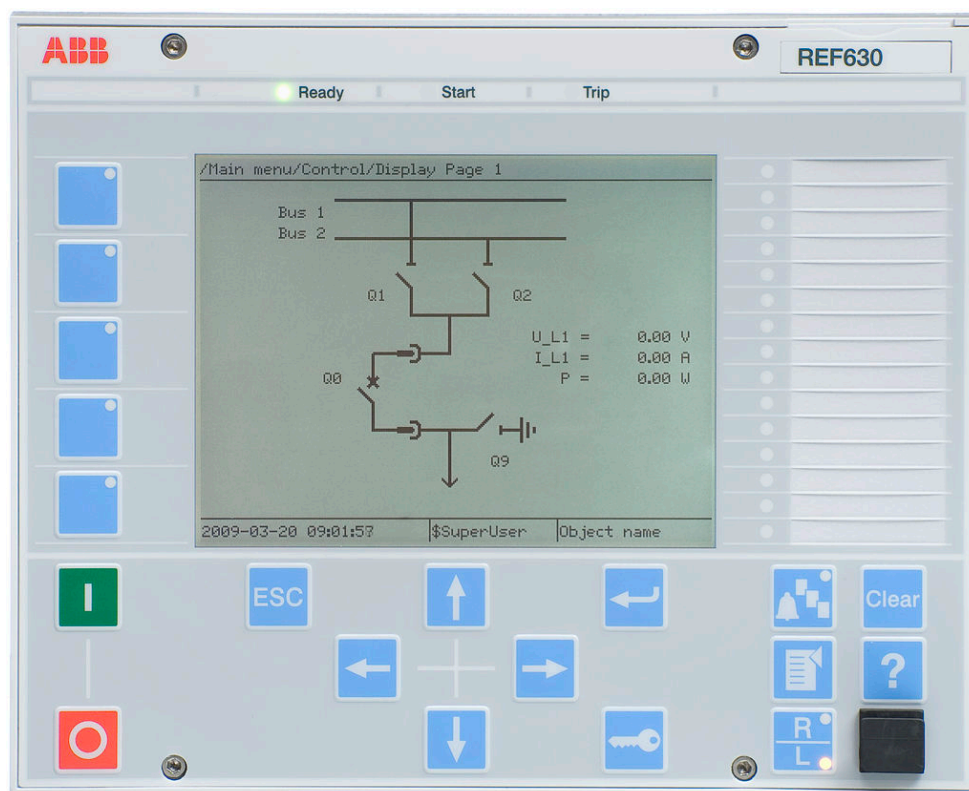 ABB
REF630
Ready Start Trip
/Main menu/Control/Display Page 1
Bus 1
Bus 2
Q1 Q2
U_L1 = 0.00 V
I_L1 = 0.00 A
Q0 P = 0.00 W
Q9
2009-03-20 09:01:57 $SuperUser Object name
I ESC Clear
?
O R
L